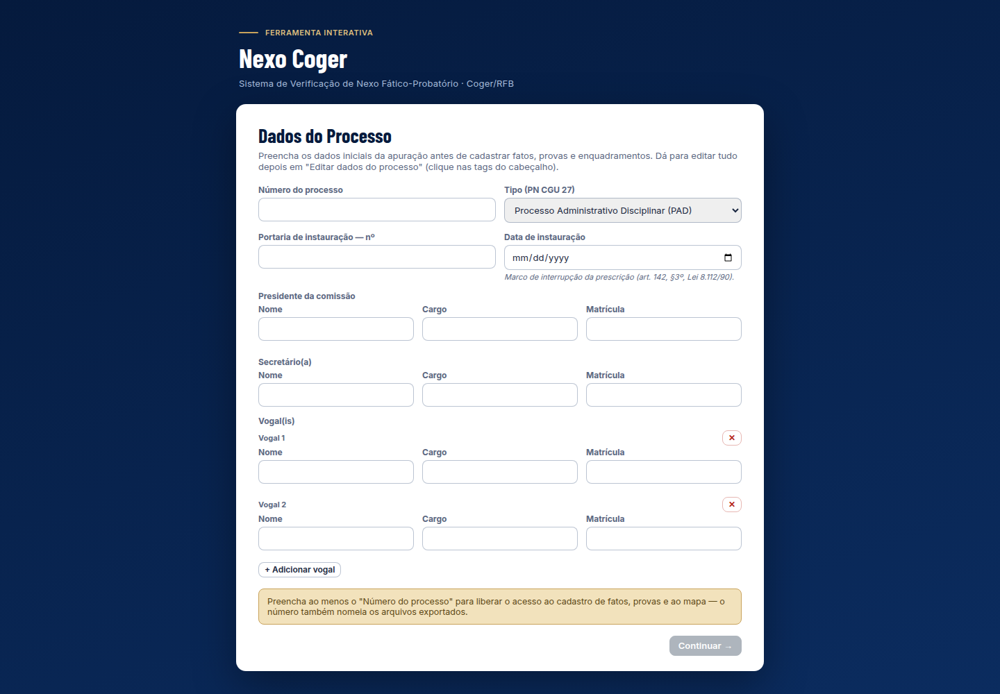 FERRAMENTA INTERATIVA
Nexo Coger
Sistema de Verificação de Nexo Fático-Probatório · Coger/RFB
Dados do Processo
Preencha os dados iniciais da apuração antes de cadastrar fatos, provas e enquadramentos. Dá para editar tudo
depois em "Editar dados do processo" (clique nas tags do cabeçalho).
Número do processo
Tipo (PN CGU 27)
Processo Administrativo Disciplinar (PAD)
Portaria de instauração — nº
Data de instauração
mm/dd/yyyy
Marco de interrupção da prescrição (art. 142, §3º, Lei 8.112/90).
Presidente da comissão
Nome Cargo Matrícula
Secretário(a)
Nome Cargo Matrícula
Vogal(is)
Vogal 1 ✕
Nome Cargo Matrícula
Vogal 2 ✕
Nome Cargo Matrícula
+ Adicionar vogal
Preencha ao menos o "Número do processo" para liberar o acesso ao cadastro de fatos, provas e ao mapa — o
número também nomeia os arquivos exportados.
Continuar →